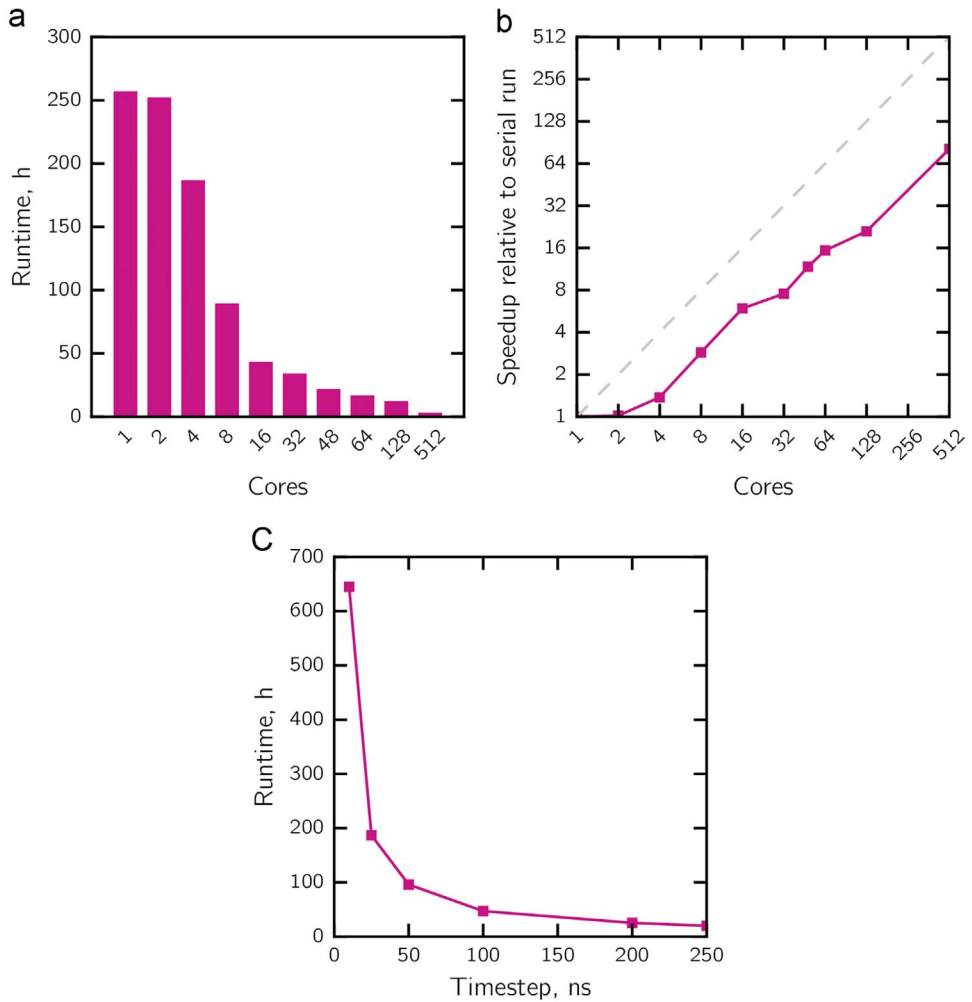 a
300
250
200
150
100
50
0
Runtime, h
1 2 4 8 16 32 48 64 128 512
Cores
b
512
256
128
64
32
16
8
4
2
1
Speedup relative to serial run
1 2 4 8 16 32 64 128 256 512
Cores
C
700
600
500
400
300
200
100
0
Runtime, h
0 50 100 150 200 250
Timestep, ns